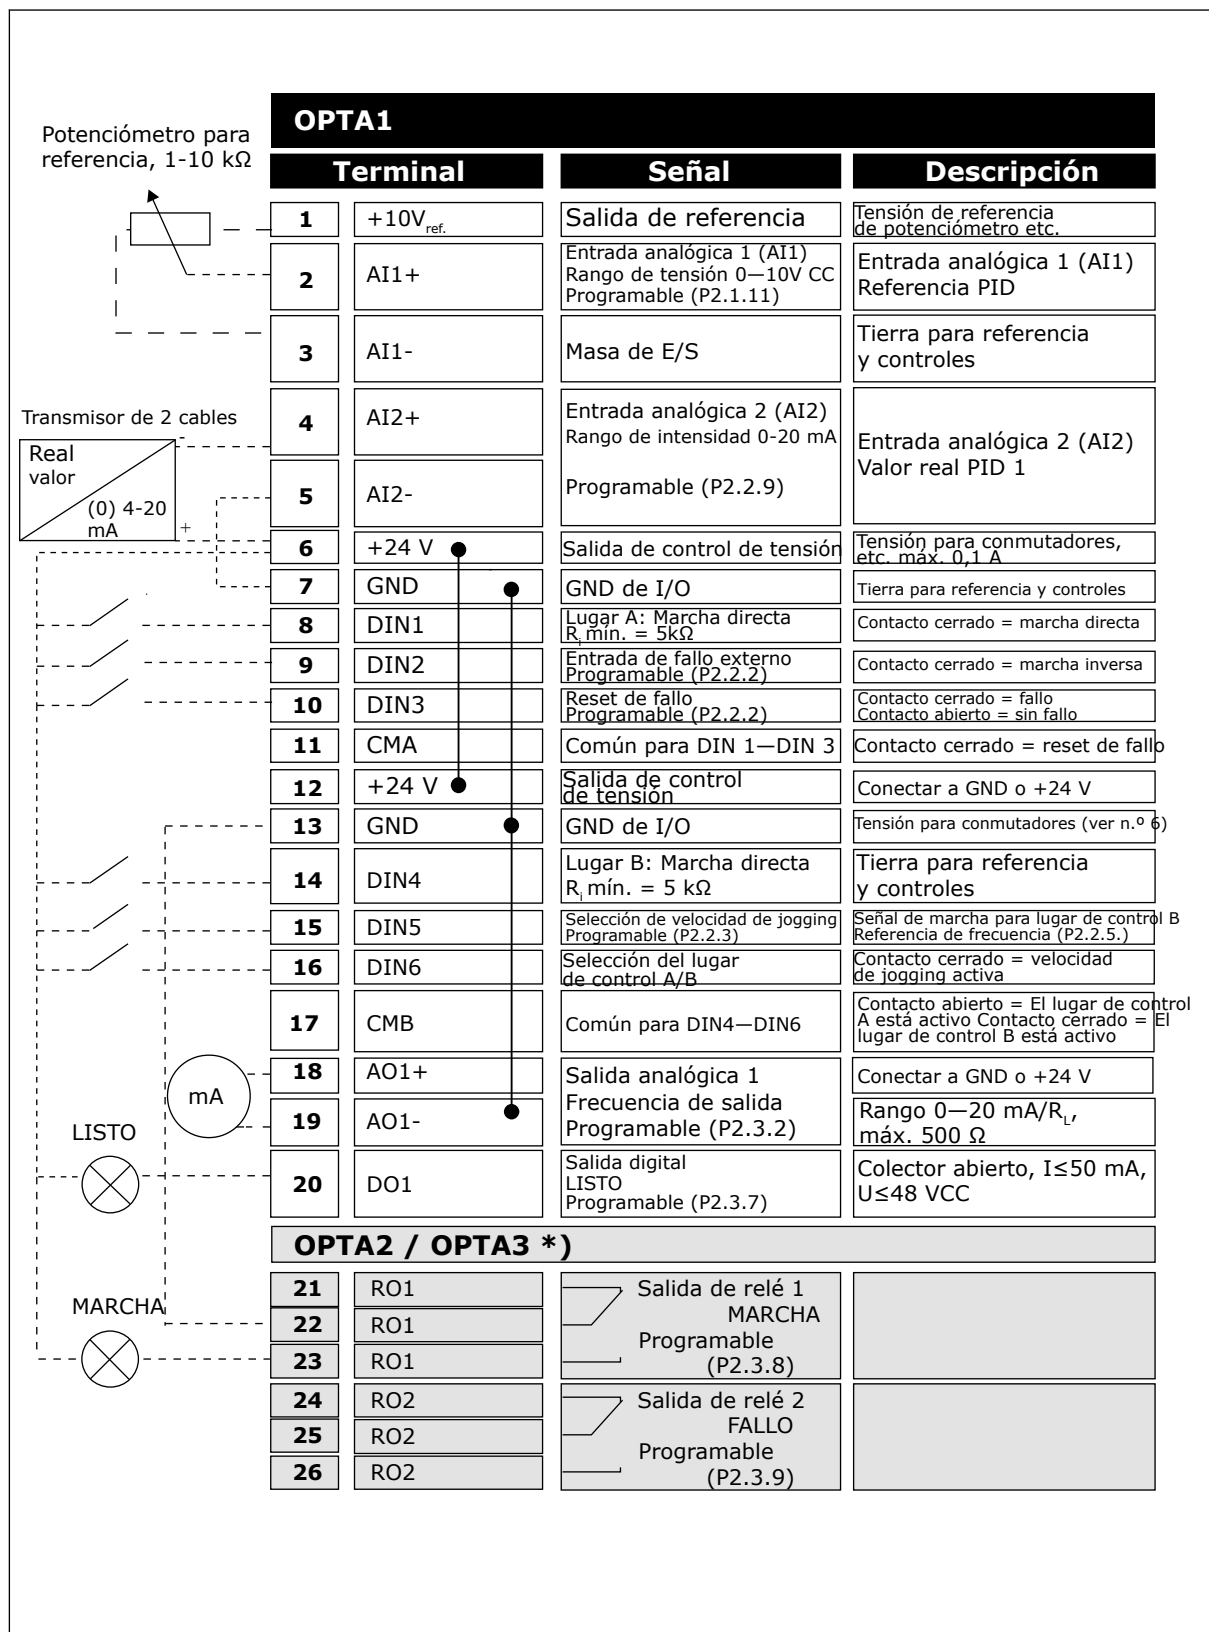 OPTA1
Potenciómetro para
referencia, 1-10 kΩ
Terminal Señal Descripción
1 +10Vref. Salida de referencia Tensión de referencia
de potenciómetro etc.
2 AI1+ Entrada analógica 1 (AI1)
Rango de tensión 0—10V CC
Programable (P2.1.11)
Entrada analógica 1 (AI1)
Referencia PID
3 AI1- Masa de E/S Tierra para referencia
y controles
Transmisor de 2 cables
Real
valor
(0) 4-20
mA
-
+
4 AI2+ Entrada analógica 2 (AI2)
Rango de intensidad 0-20 mA
5 AI2- Programable (P2.2.9)
Entrada analógica 2 (AI2)
Valor real PID 1
6 +24 V Salida de control de tensión Tensión para conmutadores,
etc. máx. 0,1 A
7 GND GND de I/O Tierra para referencia y controles
8 DIN1 Lugar A: Marcha directa
Ri mín. = 5kΩ
Contacto cerrado = marcha directa
9 DIN2 Entrada de fallo externo
Programable (P2.2.2)
Contacto cerrado = marcha inversa
10 DIN3 Reset de fallo
Programable (P2.2.2)
Contacto cerrado = fallo
Contacto abierto = sin fallo
11 CMA Común para DIN 1—DIN 3 Contacto cerrado = reset de fallo
12 +24 V Salida de control
de tensión
Conectar a GND o +24 V
13 GND GND de I/O Tensión para conmutadores (ver n.º 6)
14 DIN4 Lugar B: Marcha directa
Ri mín. = 5 kΩ
Tierra para referencia
y controles
15 DIN5 Selección de velocidad de jogging
Programable (P2.2.3)
Señal de marcha para lugar de control B
Referencia de frecuencia (P2.2.5.)
16 DIN6 Selección del lugar
de control A/B
Contacto cerrado = velocidad
de jogging activa
17 CMB Común para DIN4—DIN6 Contacto abierto = El lugar de control
A está activo Contacto cerrado = El
lugar de control B está activo
mA
18 AO1+ Salida analógica 1
Frecuencia de salida
Programable (P2.3.2)
Conectar a GND o +24 V
19 AO1- Rango 0—20 mA/RL,
máx. 500 Ω
LISTO
20 DO1 Salida digital
LISTO
Programable (P2.3.7)
Colector abierto, I≤50 mA,
U≤48 VCC
OPTA2 / OPTA3 *)
MARCHA
21 RO1 Salida de relé 1
22 RO1 MARCHA
23 RO1 Programable
(P2.3.8)
24 RO2 Salida de relé 2
25 RO2 FALLO
26 RO2 Programable
(P2.3.9)